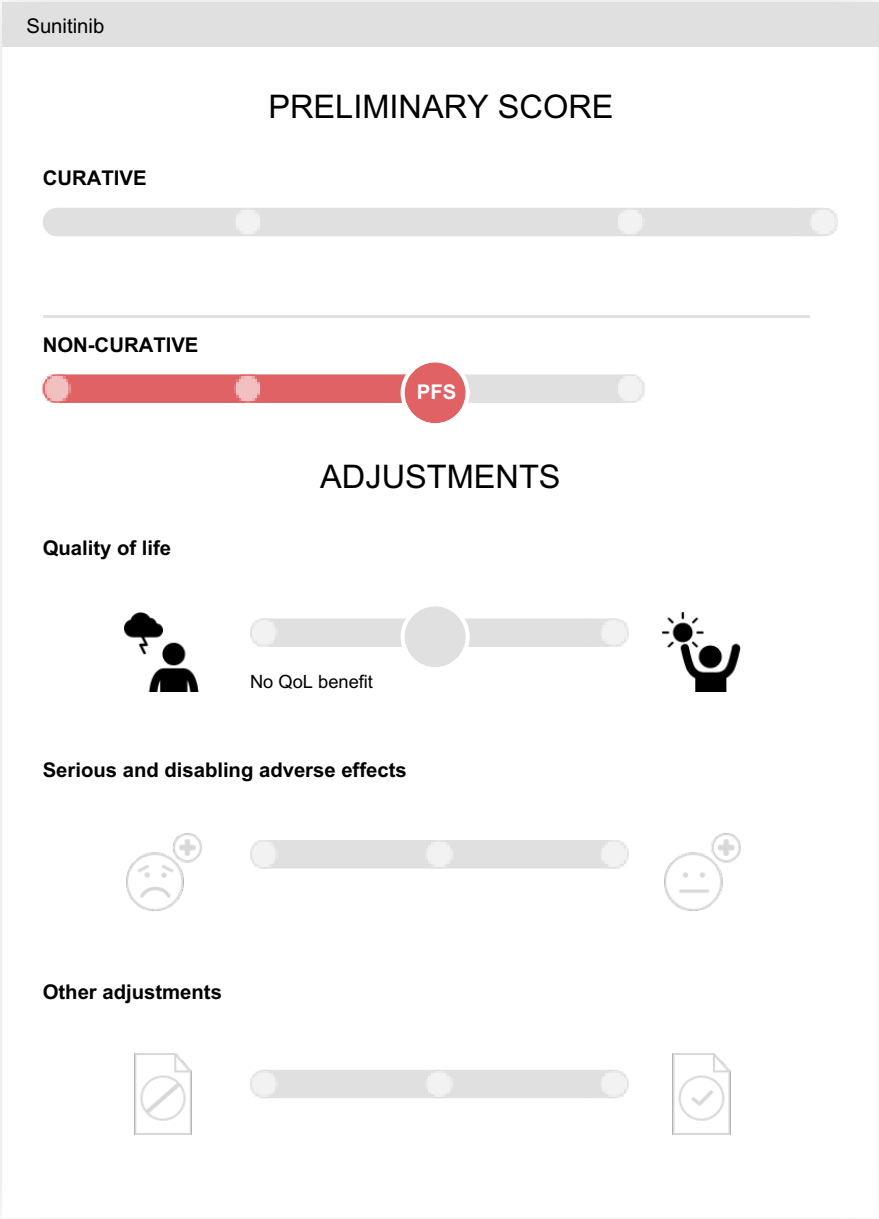 Sunitinib
PRELIMINARY SCORE
CURATIVE
NON-CURATIVE
PFS
ADJUSTMENTS
Quality of life
No QoL benefit
Serious and disabling adverse effects
Other adjustments